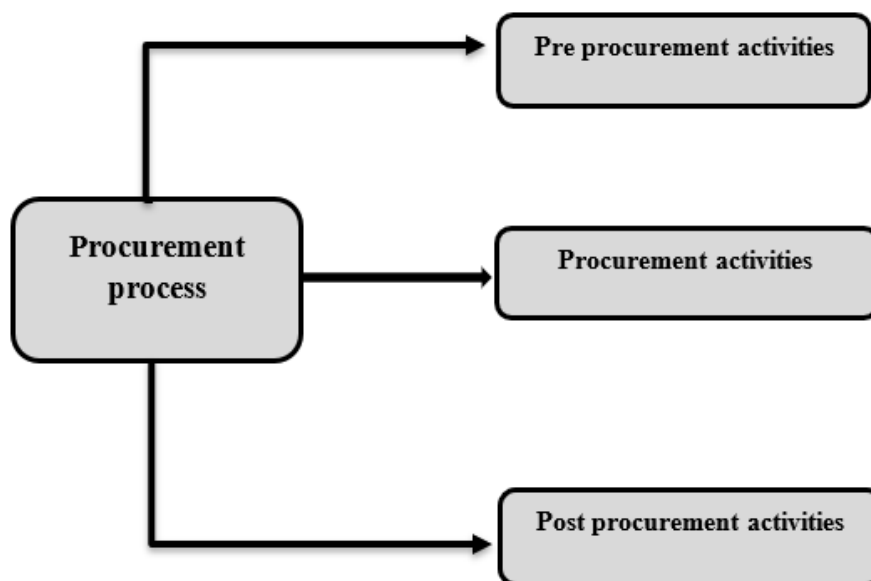 Pre procurement activities
Procurement
process
Procurement activities
Post procurement activities